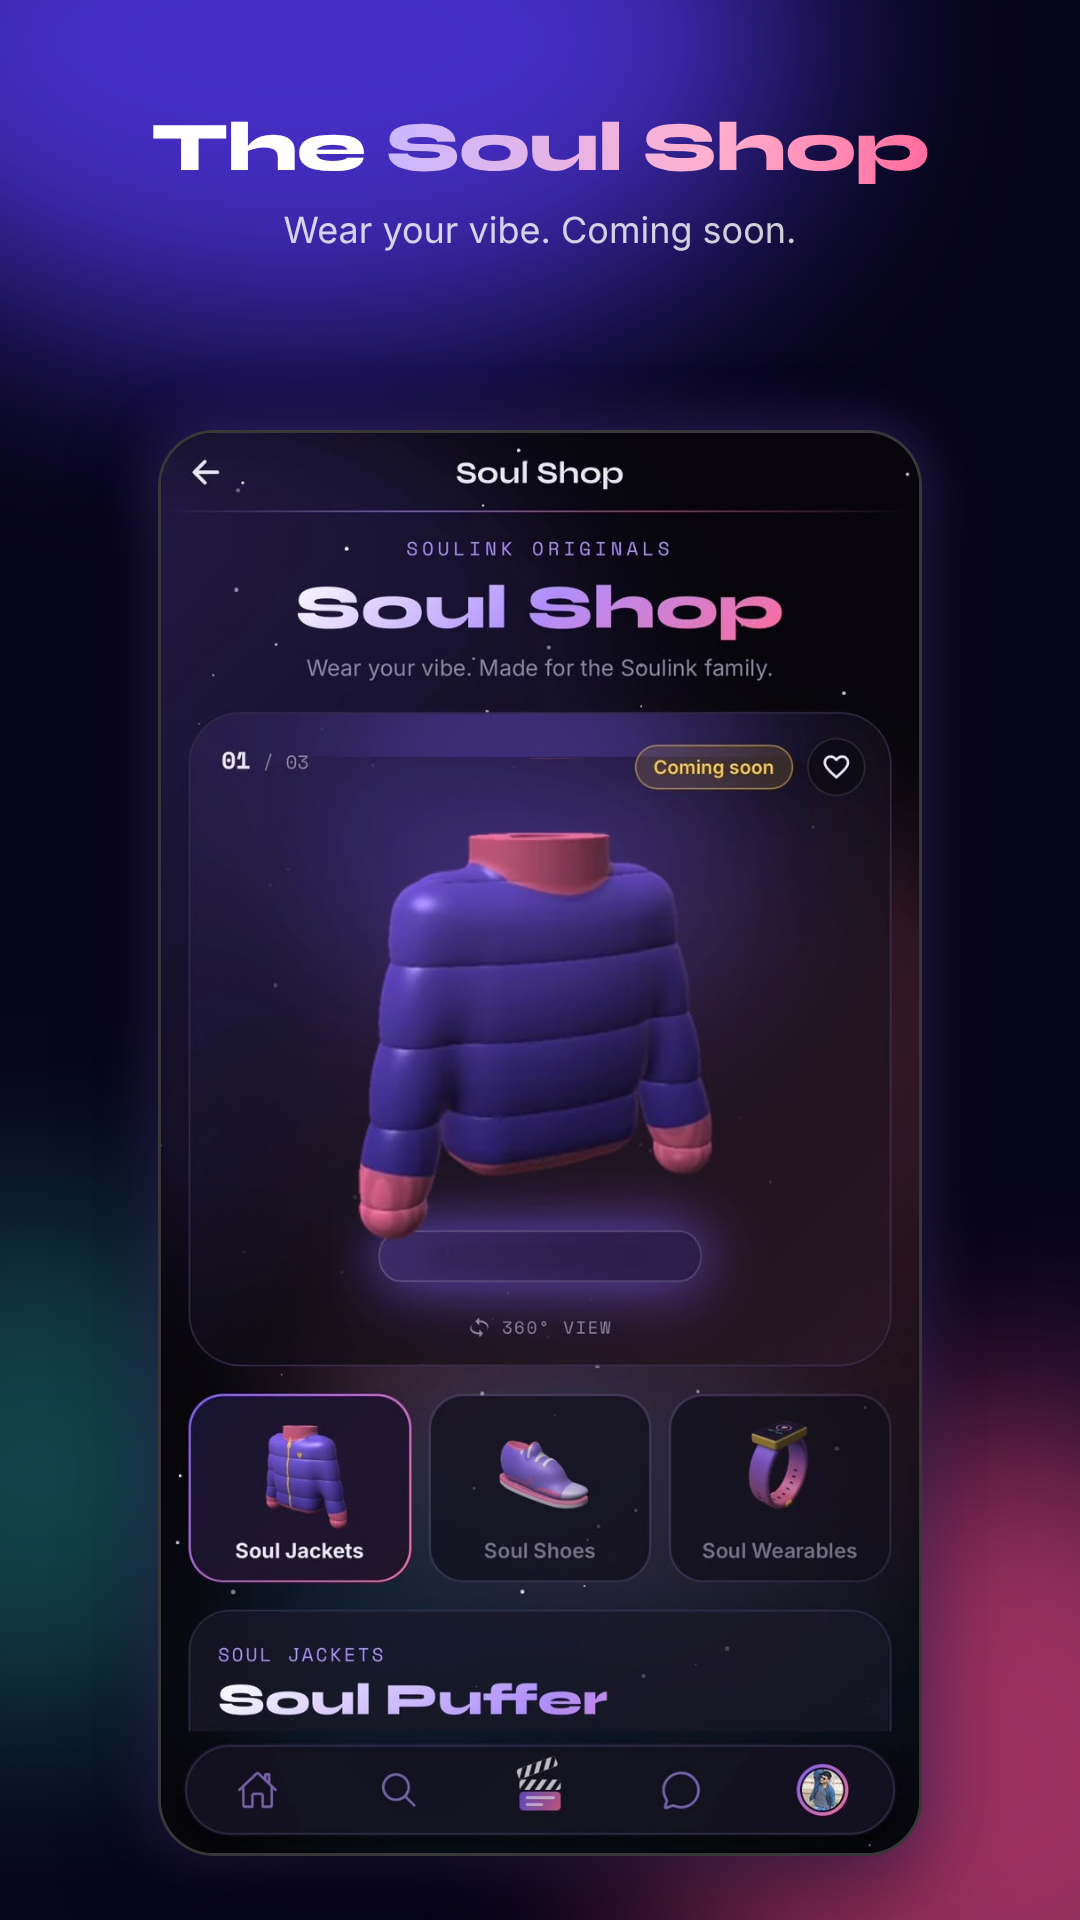 The Soul Shop
Wear your vibe. Coming soon.
Soul Shop
SOULINK ORIGINALS
Soul Shop
Wear your vibe. Made for the Soulink family.
01 / 03
Coming soon
360° VIEW
Soul Jackets
Soul Shoes
Soul Wearables
SOUL JACKETS
Soul Puffer